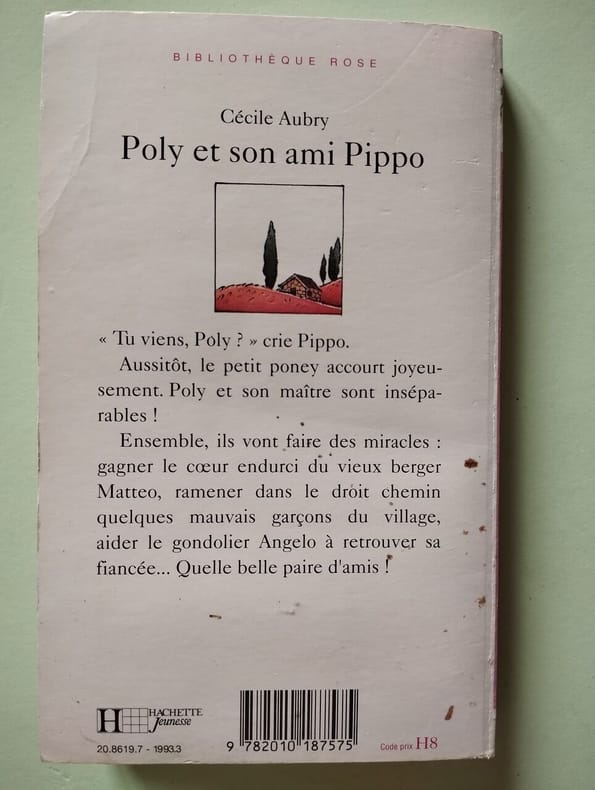 BIBLIOTHÈQUE ROSE
Cécile Aubry
Poly et son ami Pippo
« Tu viens, Poly ? » crie Pippo.
Aussitôt, le petit poney accourt joyeu-
sement. Poly et son maître sont insépa-
rables !
Ensemble, ils vont faire des miracles :
gagner le cœur endurci du vieux berger
Matteo, ramener dans le droit chemin
quelques mauvais garçons du village,
aider le gondolier Angelo à retrouver sa
fiancée... Quelle belle paire d'amis !
H HACHETTE
Jeunesse
20.8619.7 - 1993.3
9 782010 187575
Code prix H8